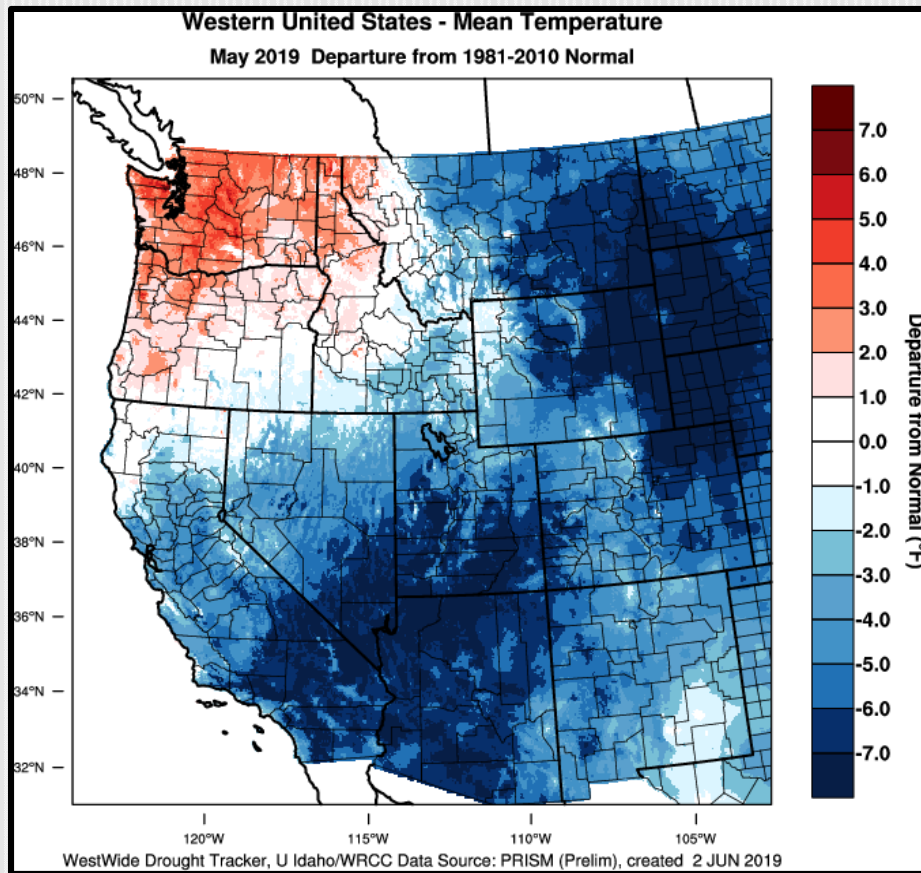 Western United States - Mean Temperature
May 2019  Departure from 1981-2010 Normal
50°N
48°N
46°N
44°N
42°N
40°N
38°N
36°N
34°N
32°N
120°W
115°W
110°W
105°W
7.0
6.0
5.0
4.0
3.0
2.0
1.0
0.0
-1.0
-2.0
-3.0
-4.0
-5.0
-6.0
-7.0
Departure from Normal (°F)
WestWide Drought Tracker, U Idaho/WRCC Data Source: PRISM (Prelim), created  2 JUN 2019